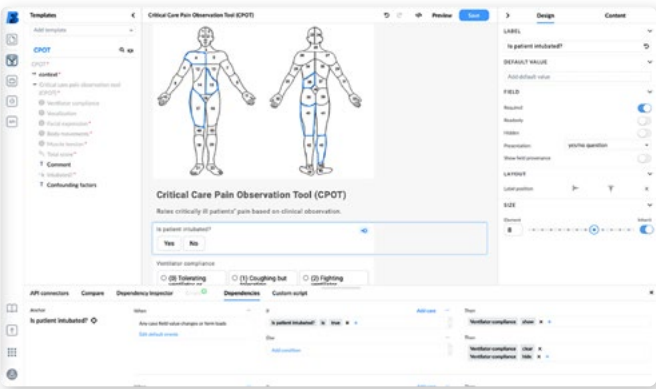 Templates
Critical Care Pain Observation Tool (CPOT)
Preview
Save
Design
Content
Add template
CPOT
CPOT*
context*
Critical care pain observation tool (CPOT)*
Ventilator compliance
Vocalisation
Facial expressions*
Body movements*
Muscle tension*
Total score*
Intubated?*
Comment
Confounding factors
Critical Care Pain Observation Tool (CPOT)
Rates critically ill patients' pain based on clinical observation.
Is patient intubated?
Yes
No
Ventilator compliance
(0) Tolerating
(1) Coughing but
(2) Fighting
LABEL
Is patient intubated?
DEFAULT VALUE
Add default value
FIELD
Required
Readonly
Hidden
Presentation
yes/no question
Show field provenance
LAYOUT
Label position
SIZE
Element
8
Inherit
API connectors
Compare
Dependency inspector
Dependencies
Custom script
Is patient intubated?
When
Any case field value changes or form loads
Edit default events
If
Is patient intubated? is true
Else
Add condition
Add case
Then
Ventilator compliance show
Then
Ventilator compliance clear
Ventilator compliance hide